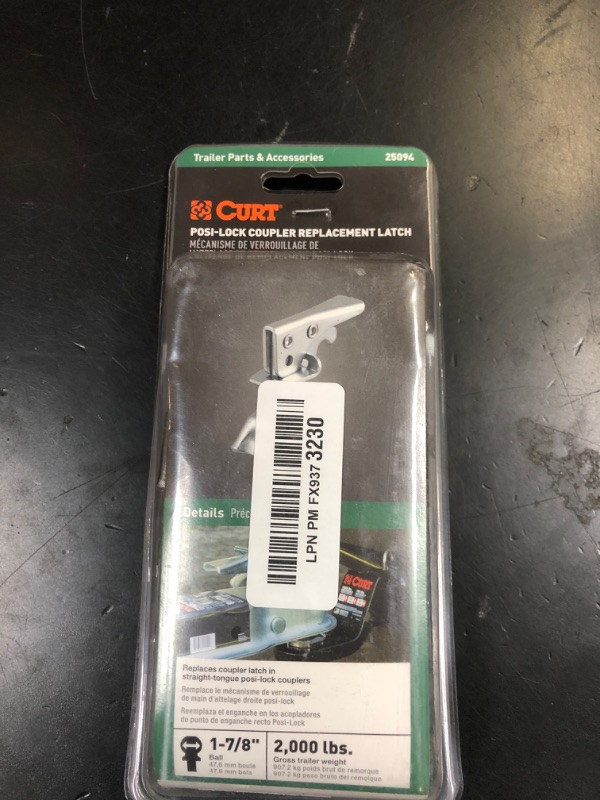 Trailer Parts & Accessories 25094
CURT
POSI-LOCK COUPLER REPLACEMENT LATCH
MÉCANISME DE VERROUILLAGE DE
LPN PM FX937 3230
Details Préc
CURT
Replaces coupler latch in
straight-tongue posi-lock couplers
Remplace le mécanisme de verrouillage
de main d'attelage droite posi-lock
Reemplaza el enganche en los acopladores
de punto de enganche recto Posi-Lock
1-7/8"
Ball
47,6 mm boule
47.6 mm bola
2,000 lbs.
Gross trailer weight
907,2 kg poids brut de remorque
907.2 kg peso bruto del remolque